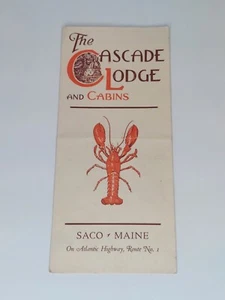 The
CASCADE
LODGE
AND CABINS
SACO · MAINE
On Atlantic Highway, Route No. 1